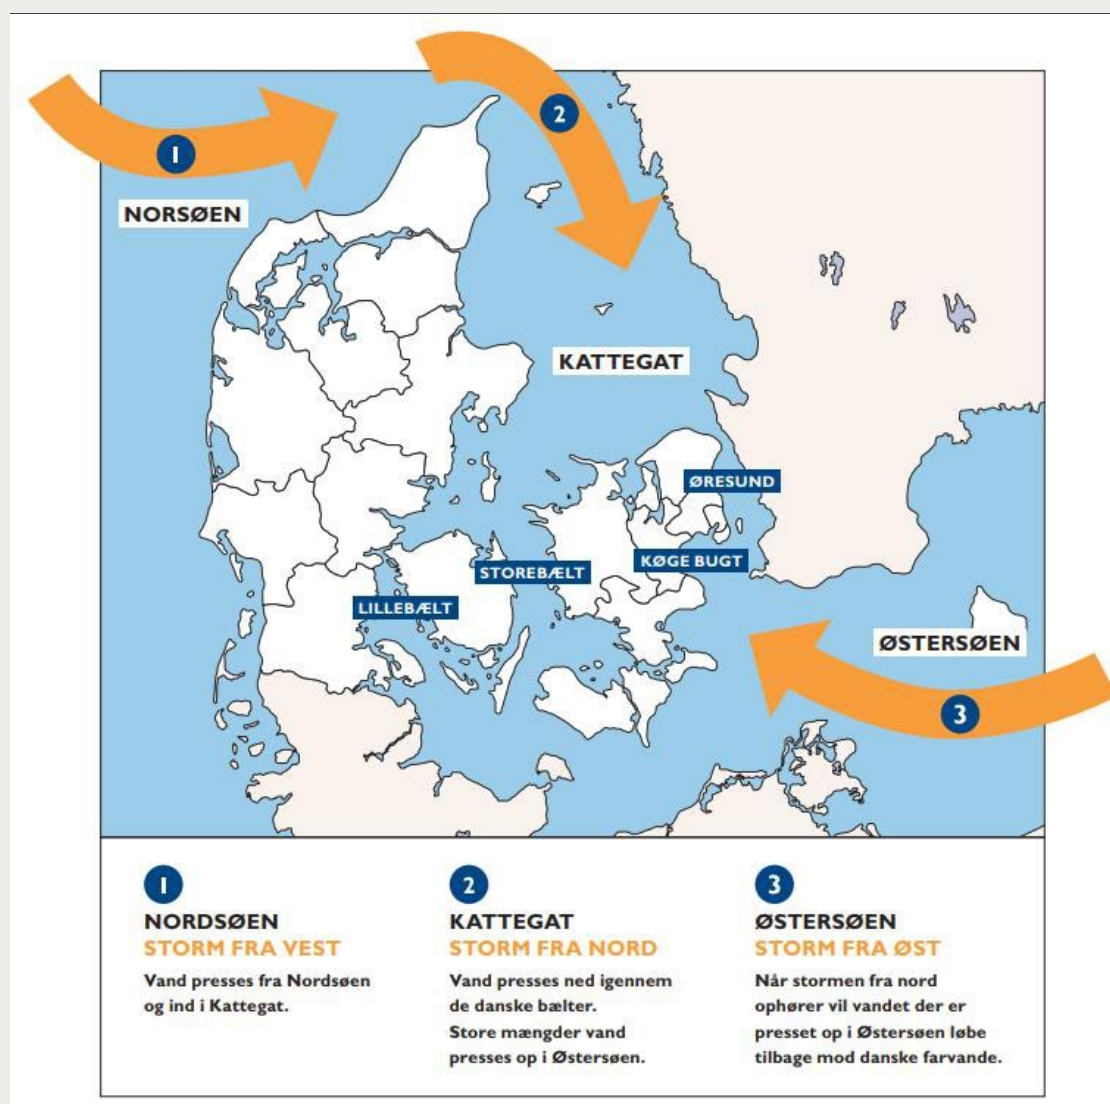 1
2
NORSØEN
KATTEGAT
ØRESUND
KØGE BUGT
STOREBÆLT
LILLEBÆLT
ØSTERSØEN
3
1
NORDSØEN
STORM FRA VEST
Vand presses fra Nordsøen
og ind i Kattegat.
2
KATTEGAT
STORM FRA NORD
Vand presses ned igennem
de danske bælter.
Store mængder vand
presses op i Østersøen.
3
ØSTERSØEN
STORM FRA ØST
Når stormen fra nord
ophører vil vandet der er
presset op i Østersøen løbe
tilbage mod danske farvande.